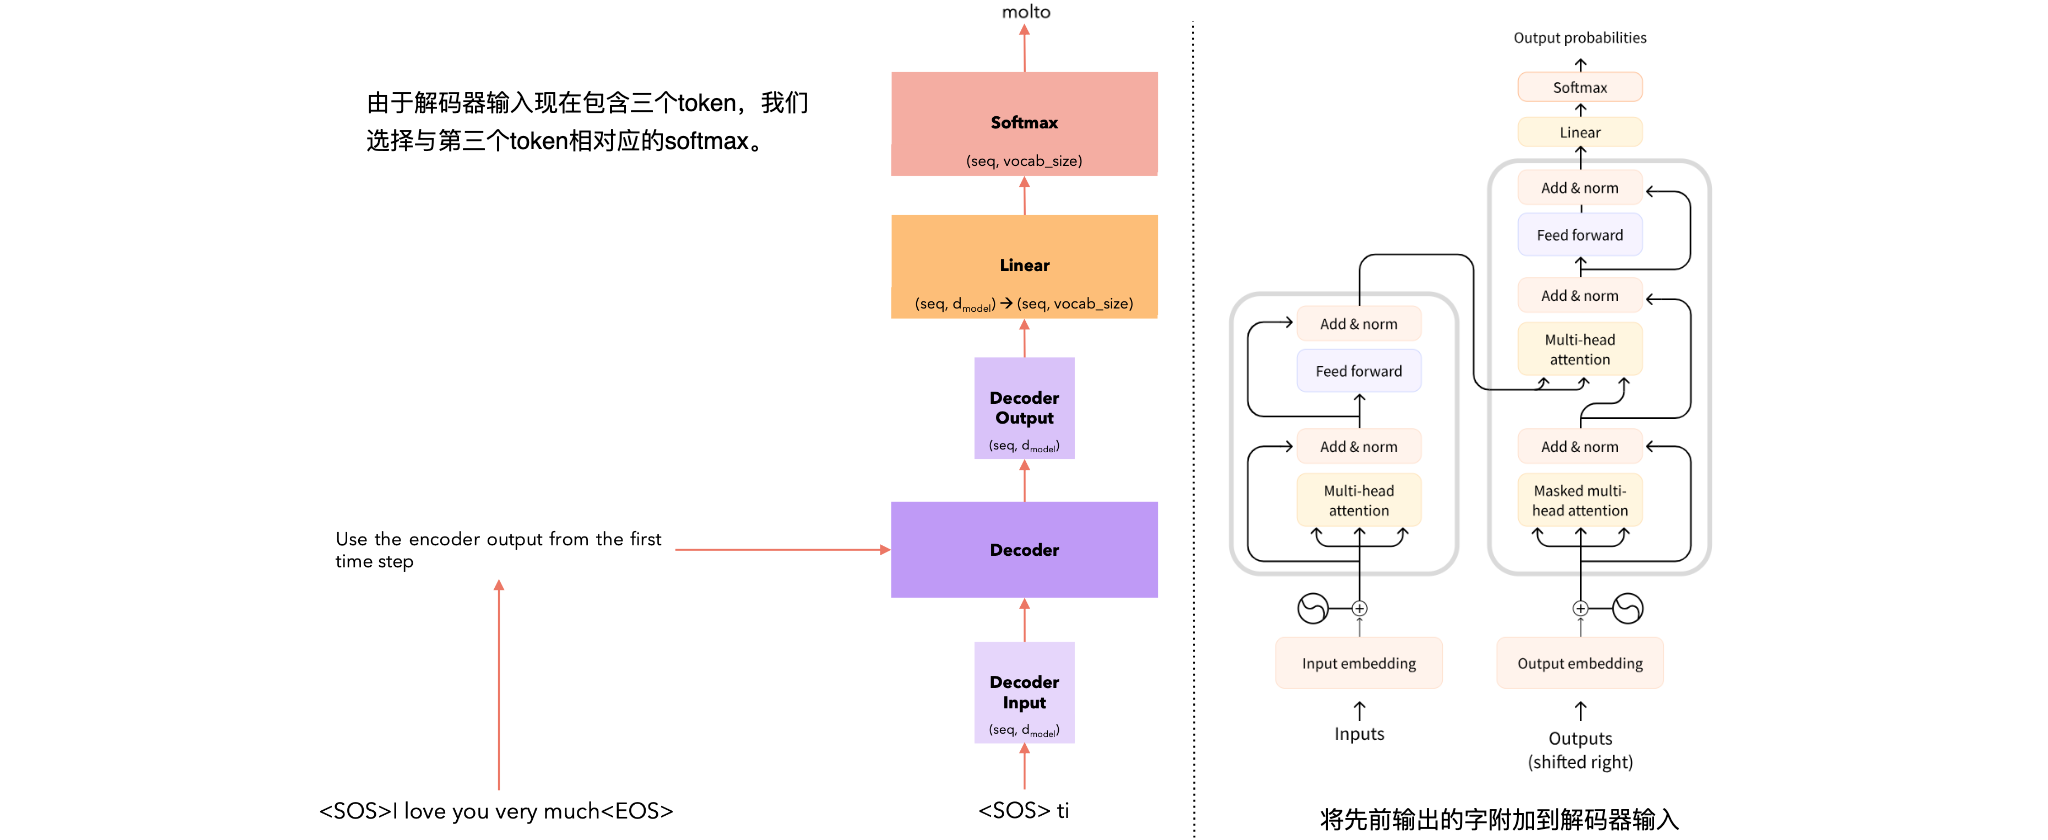 molto
由于解码器输入现在包含三个token，我们
选择与第三个token相对应的softmax。
Softmax
(seq, vocab_size)
Linear
(seq, dmodel) → (seq, vocab_size)
Decoder
Output
(seq, dmodel)
Use the encoder output from the first
time step
Decoder
Decoder
Input
(seq, dmodel)
<SOS>I love you very much<EOS>
<SOS> ti
Output probabilities
Softmax
Linear
Add & norm
Feed forward
Add & norm
Multi-head
attention
Add & norm
Masked multi-
head attention
Output embedding
Outputs
(shifted right)
Add & norm
Feed forward
Add & norm
Multi-head
attention
Input embedding
Inputs
将先前输出的字附加到解码器输入